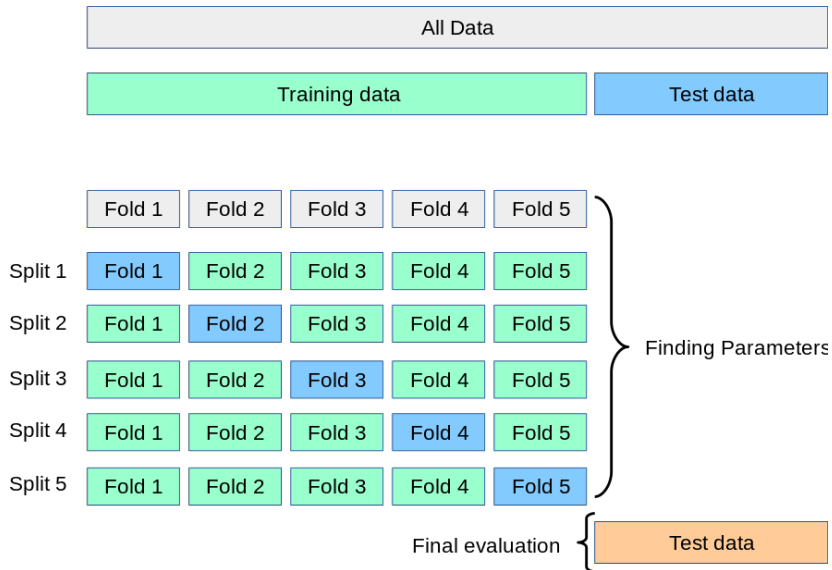 All Data
Training data Test data
Fold 1 Fold 2 Fold 3 Fold 4 Fold 5
Split 1 Fold 1 Fold 2 Fold 3 Fold 4 Fold 5
Split 2 Fold 1 Fold 2 Fold 3 Fold 4 Fold 5
Finding Parameters
Split 3 Fold 1 Fold 2 Fold 3 Fold 4 Fold 5
Split 4 Fold 1 Fold 2 Fold 3 Fold 4 Fold 5
Split 5 Fold 1 Fold 2 Fold 3 Fold 4 Fold 5
Final evaluation Test data